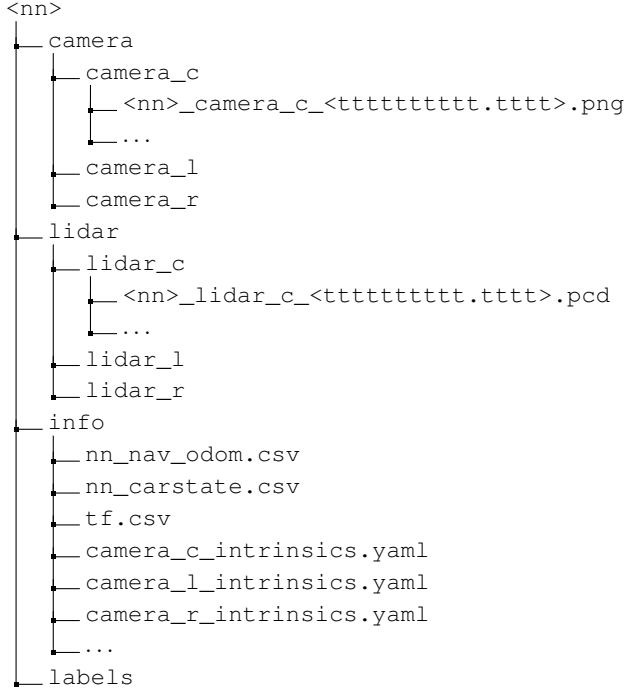 <nn>
camera
camera_c
<nn>_camera_c_<tttttttttt.tttt>.png
...
camera_l
camera_r
lidar
lidar_c
<nn>_lidar_c_<tttttttttt.tttt>.pcd
...
lidar_l
lidar_r
info
nn_nav_odom.csv
nn_carstate.csv
tf.csv
camera_c_intrinsics.yaml
camera_l_intrinsics.yaml
camera_r_intrinsics.yaml
...
labels